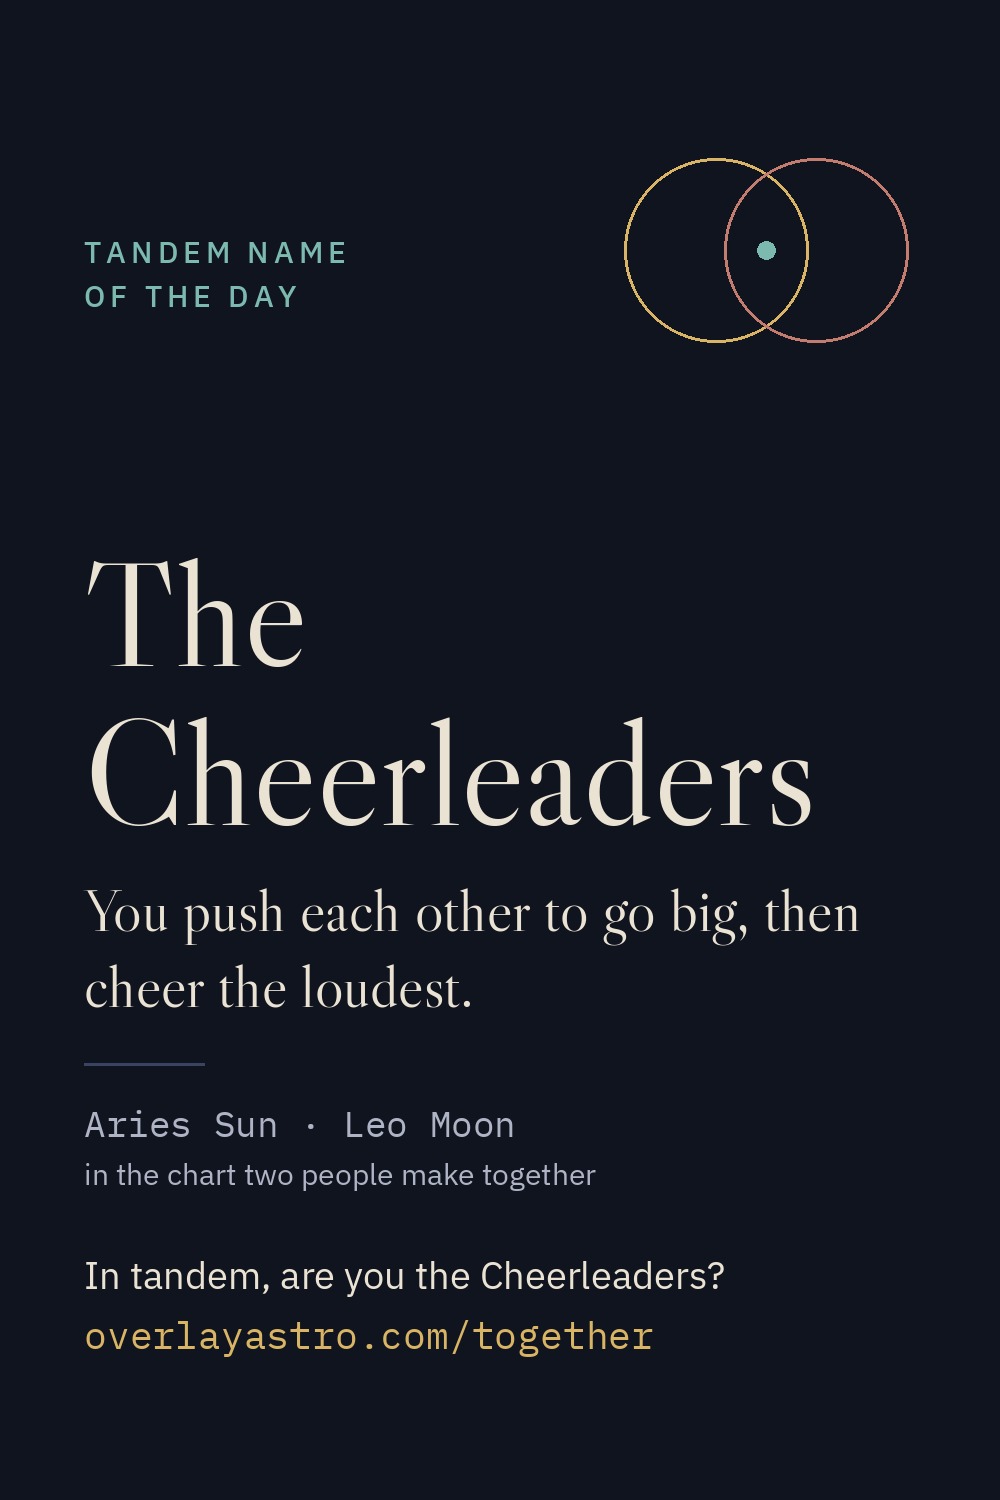 TANDEM NAME
OF THE DAY
The
Cheerleaders
You push each other to go big, then
cheer the loudest.
Aries Sun · Leo Moon
in the chart two people make together
In tandem, are you the Cheerleaders?
overlayastro.com/together